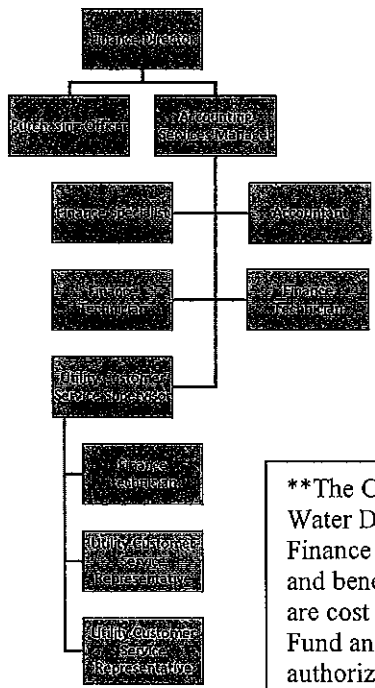 Finance Director
Purchasing Officer
Accounting
Services Manager
Finance Specialist
Accountant
Finance
Technician
Finance
Technician
Utility Customer
Service Supervisor
Finance
Technician
Utility Customer
Service
Representative
Utility Customer
Service
Representative
**The C
Water D
Finance
and bene
are cost
Fund an
authoriz